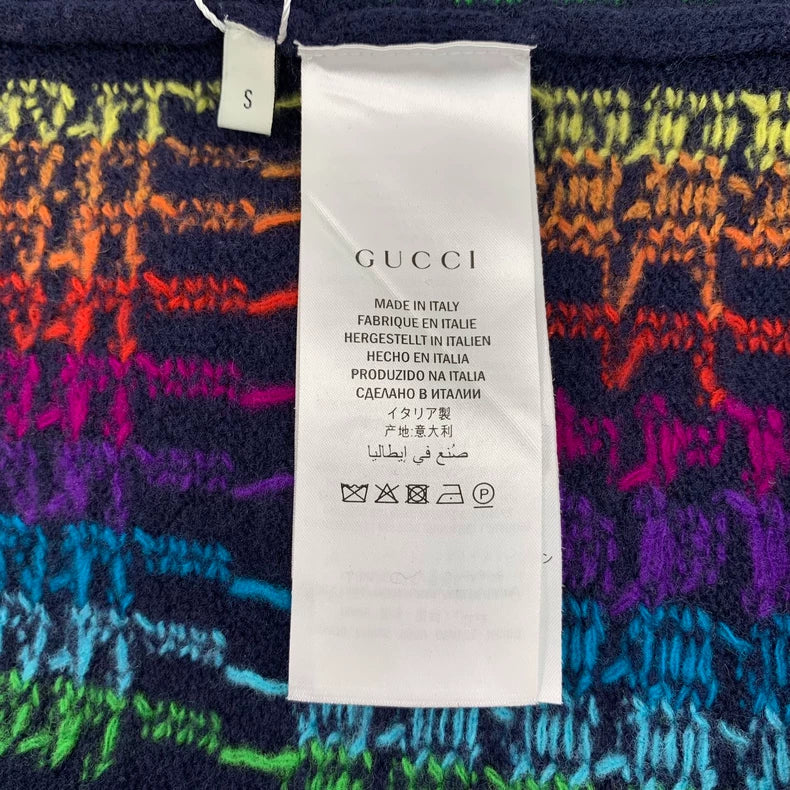 S
GUCCI
MADE IN ITALY
FABRIQUE EN ITALIE
HERGESTELLT IN ITALIEN
HECHO EN ITALIA
PRODUZIDO NA ITALIA
СДЕЛАНО В ИТАЛИИ
イタリア製
产地:意大利
صُنع في إيطاليا
P